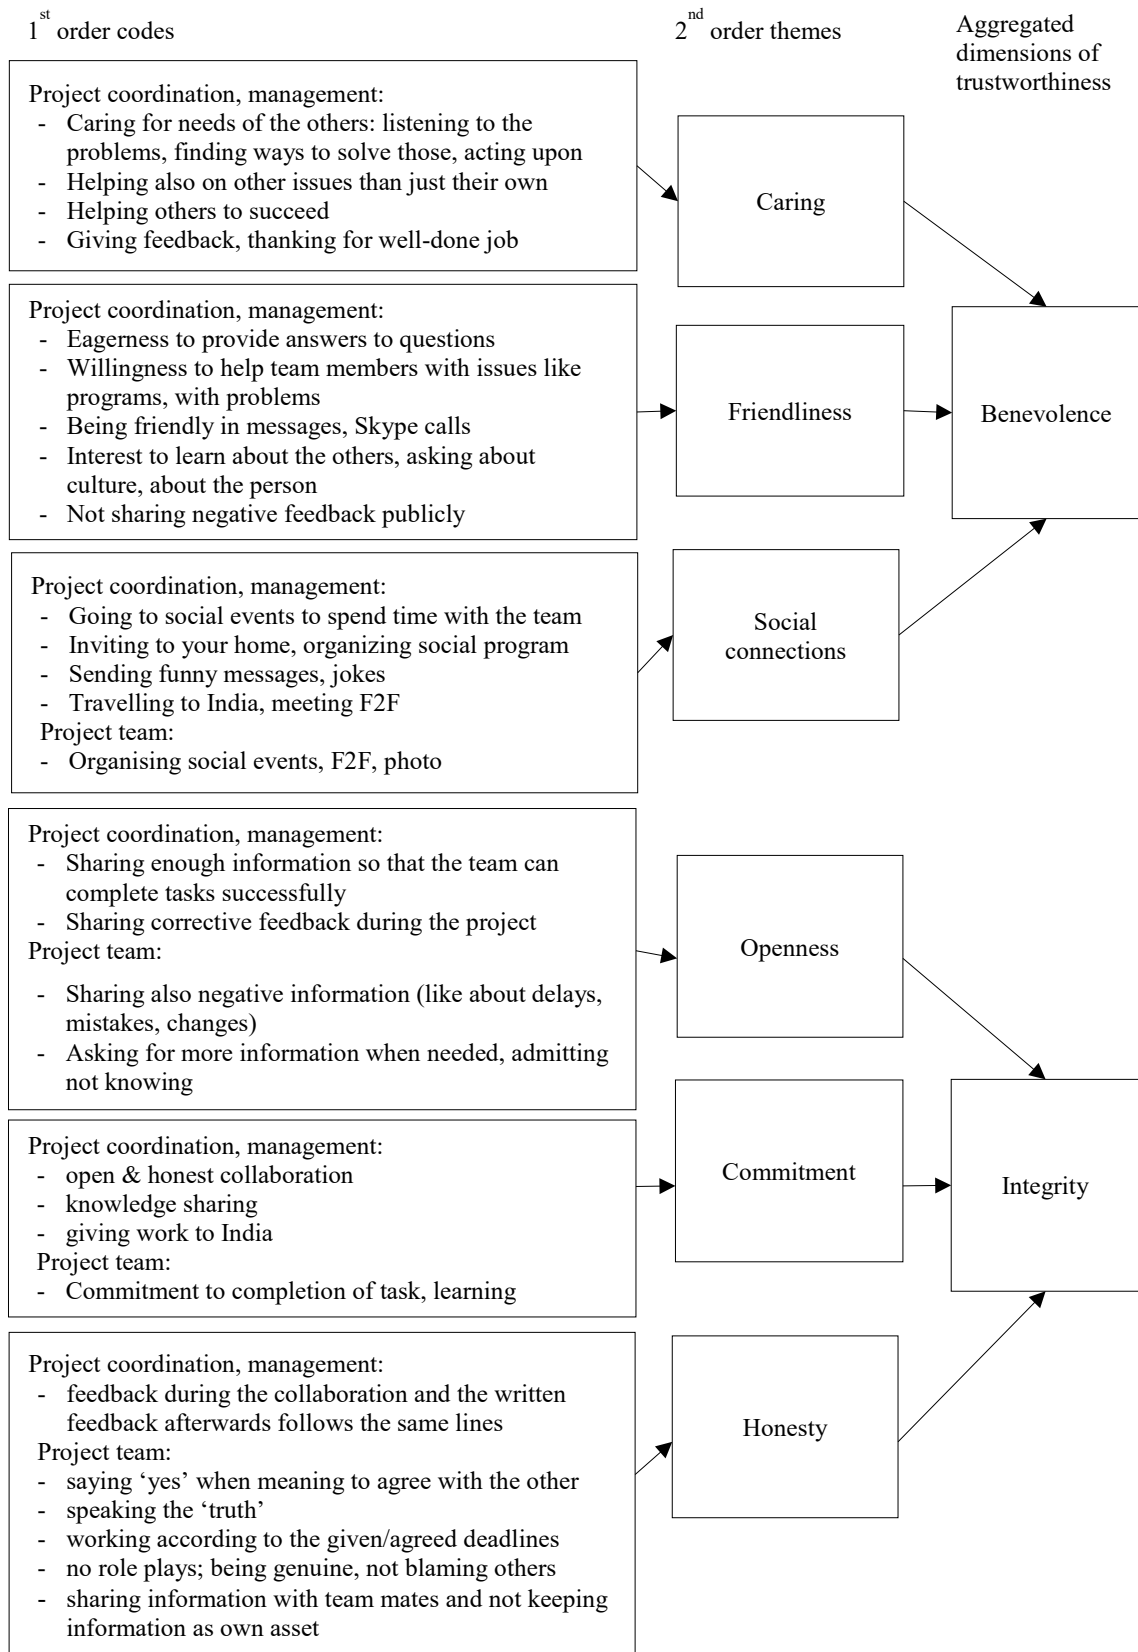 1st order codes
2nd order themes
Aggregated
dimensions of
trustworthiness
Project coordination, management:
- Caring for needs of the others: listening to the
problems, finding ways to solve those, acting upon
- Helping also on other issues than just their own
- Helping others to succeed
- Giving feedback, thanking for well-done job
Caring
Project coordination, management:
- Eagerness to provide answers to questions
- Willingness to help team members with issues like
programs, with problems
- Being friendly in messages, Skype calls
- Interest to learn about the others, asking about
culture, about the person
- Not sharing negative feedback publicly
Friendliness
Benevolence
Project coordination, management:
- Going to social events to spend time with the team
- Inviting to your home, organizing social program
- Sending funny messages, jokes
- Travelling to India, meeting F2F
Project team:
- Organising social events, F2F, photo
Social
connections
Project coordination, management:
- Sharing enough information so that the team can
complete tasks successfully
- Sharing corrective feedback during the project
Project team:
- Sharing also negative information (like about delays,
mistakes, changes)
- Asking for more information when needed, admitting
not knowing
Openness
Project coordination, management:
- open & honest collaboration
- knowledge sharing
- giving work to India
Project team:
- Commitment to completion of task, learning
Commitment
Integrity
Project coordination, management:
- feedback during the collaboration and the written
feedback afterwards follows the same lines
Project team:
- saying ‘yes’ when meaning to agree with the other
- speaking the ‘truth’
- working according to the given/agreed deadlines
- no role plays; being genuine, not blaming others
- sharing information with team mates and not keeping
information as own asset
Honesty